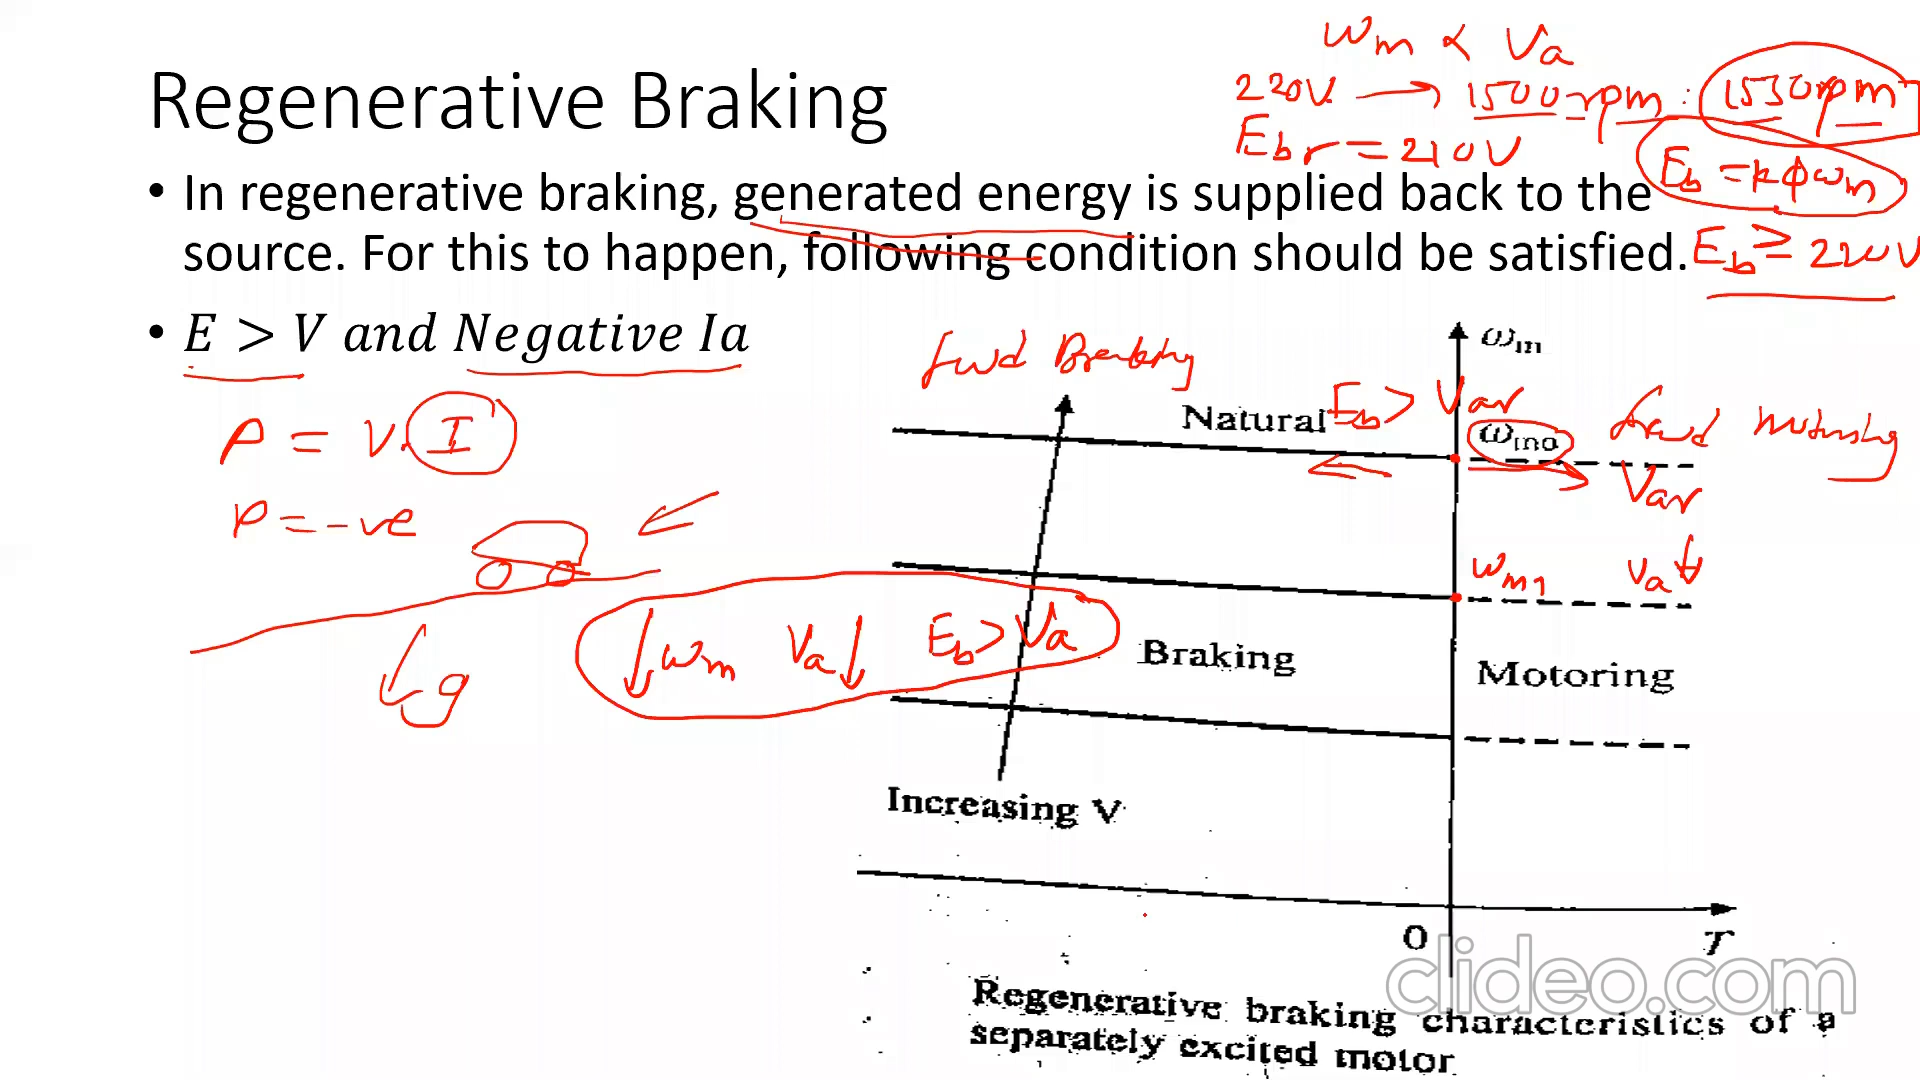 ωm ∝ Va
Regenerative Braking
220V. → 1500 rpm : 1530rpm
Ebr = 210V
Eb = kϕωm
• In regenerative braking, generated energy is supplied back to the
source. For this to happen, following condition should be satisfied.
Eb ≥ 220V
• E > V and Negative Ia
fwd Braking
ωm
Natural
Eb > Var
ωmo
frwd Motoring
P = V. I
Var
P = -ve
ωm1 Va↓
↓ωm Va↓ Eb > Va
Braking
Motoring
↓g
Increasing V
0
T
clideo.com
Regenerative braking characteristics of a
separately excited motor